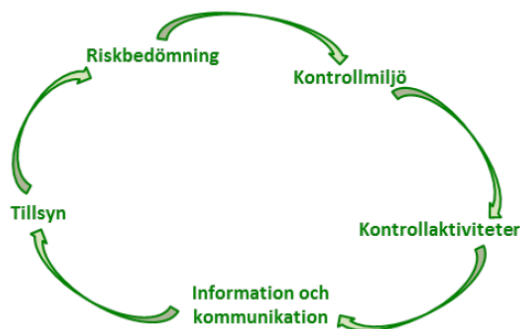 Riskbedömning
Kontrollmiljö
Kontrollaktiviteter
Information och
kommunikation
Tillsyn